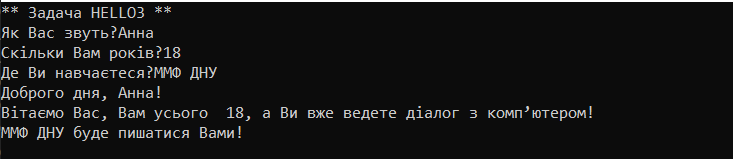 ** Задача HELLO3 **
Як Вас звуть?Анна
Скільки Вам років?18
Де Ви навчаєтеся?ММФ ДНУ
Доброго дня, Анна!
Вітаємо Вас, Вам усього  18, а Ви вже ведете діалог з комп’ютером!
ММФ ДНУ буде пишатися Вами!